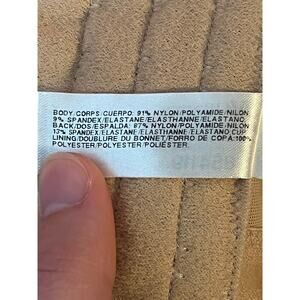 BODY/CORPS/CUERPO: 91% NYLON/POLYAMIDE/NILON
9% SPANDEX/ELASTANE/ELASTHANNE/ELASTANO
BACK/DOS/ESPALDA: 87% NYLON/POLYAMIDE/NILON
13% SPANDEX/ELASTANE/ELASTHANNE/ELASTANO CUP
LINING/DOUBLURE DU BONNET/FORRO DE COPA:100%
POLYESTER/POLYESTER/POLIÉSTER.